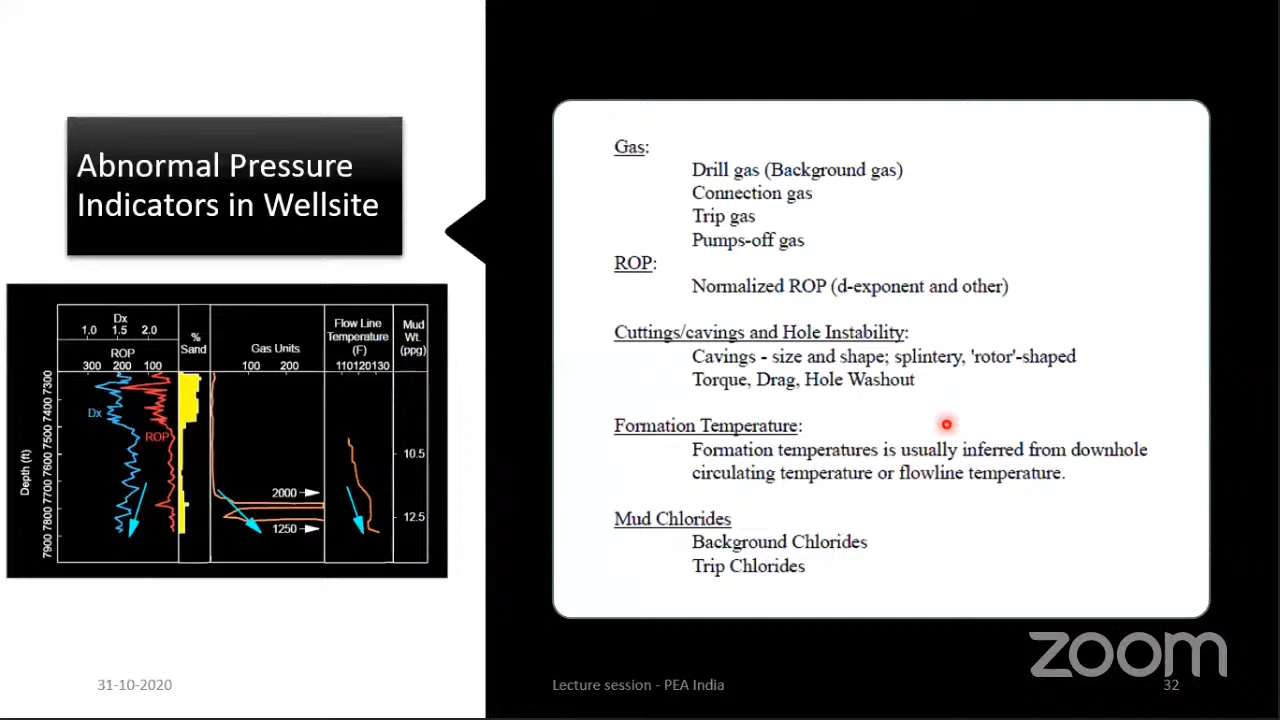 Abnormal Pressure
Indicators in Wellsite
Dx
1.0 1.5 2.0
ROP
300 200 100
%
Sand
Gas Units
100 200
Flow Line
Temperature
(F)
110120130
Mud
Wt.
(ppg)
Depth (ft)
7300
7400
7500
7600
7700
7800
7900
Dx
ROP
2000
1250
10.5
12.5
Gas:
Drill gas (Background gas)
Connection gas
Trip gas
Pumps-off gas
ROP:
Normalized ROP (d-exponent and other)
Cuttings/cavings and Hole Instability:
Cavings - size and shape; splintery, 'rotor'-shaped
Torque, Drag, Hole Washout
Formation Temperature:
Formation temperatures is usually inferred from downhole
circulating temperature or flowline temperature.
Mud Chlorides
Background Chlorides
Trip Chlorides
zoom
31-10-2020
Lecture session - PEA India
32